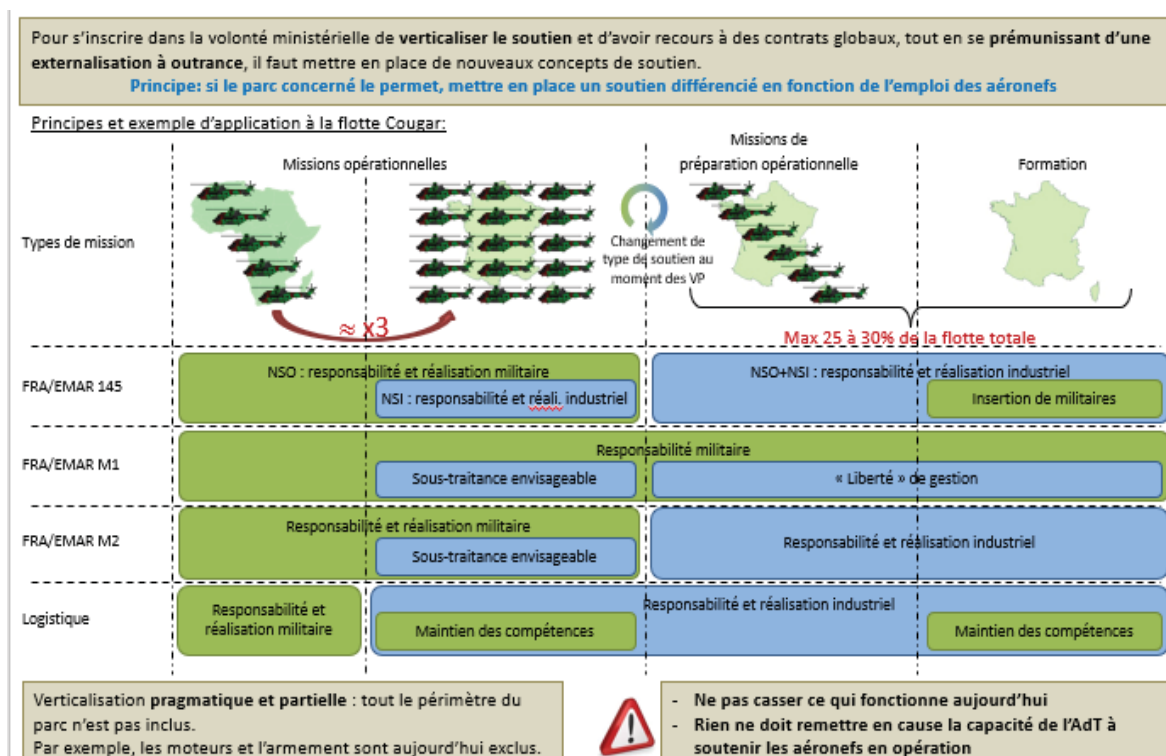 Pour s'inscrire dans la volonté ministérielle de verticaliser le soutien et d'avoir recours à des contrats globaux, tout en se prémunissant d'une
externalisation à outrance, il faut mettre en place de nouveaux concepts de soutien.
Principe: si le parc concerné le permet, mettre en place un soutien différencié en fonction de l'emploi des aéronefs
Principes et exemple d'application à la flotte Cougar:
Missions opérationnelles
Missions de
préparation opérationnelle
Formation
Types de mission
Changement de
type de soutien au
moment des VP
≈ x3
Max 25 à 30% de la flotte totale
FRA/EMAR 145
NSO : responsabilité et réalisation militaire
NSI : responsabilité et réali. industriel
NSO+NSI : responsabilité et réalisation industriel
Insertion de militaires
FRA/EMAR M1
Responsabilité militaire
Sous-traitance envisageable
« Liberté » de gestion
FRA/EMAR M2
Responsabilité et réalisation militaire
Sous-traitance envisageable
Responsabilité et réalisation industriel
Logistique
Responsabilité et
réalisation militaire
Responsabilité et réalisation industriel
Maintien des compétences
Maintien des compétences
Verticalisation pragmatique et partielle : tout le périmètre du
parc n'est pas inclus.
Par exemple, les moteurs et l'armement sont aujourd'hui exclus.
- Ne pas casser ce qui fonctionne aujourd'hui
- Rien ne doit remettre en cause la capacité de l'AdT à
soutenir les aéronefs en opération